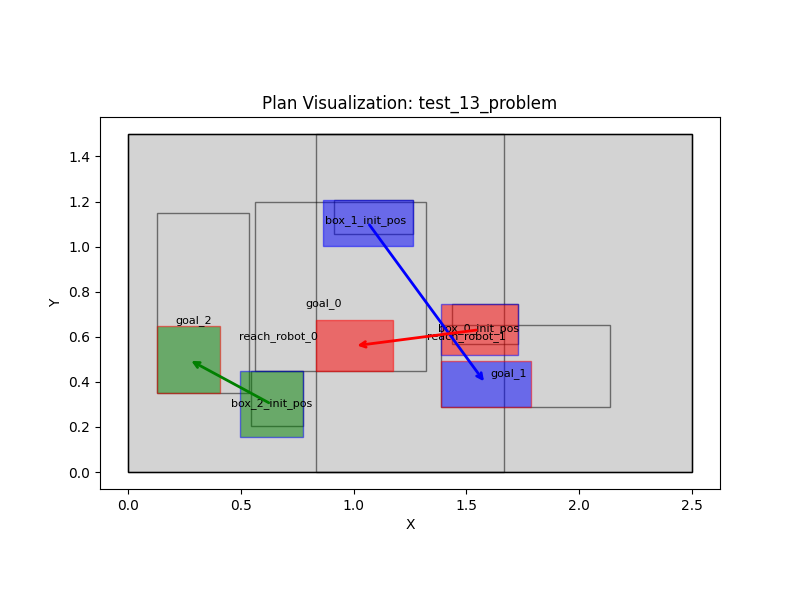 Plan Visualization: test_13_problem
Y
1.4
1.2
1.0
0.8
0.6
0.4
0.2
0.0
box_1_init_pos
goal_0
goal_2
reach_robot_0
box_0_init_pos
reach_robot_1
goal_1
box_2_init_pos
0.0
0.5
1.0
1.5
2.0
2.5
X